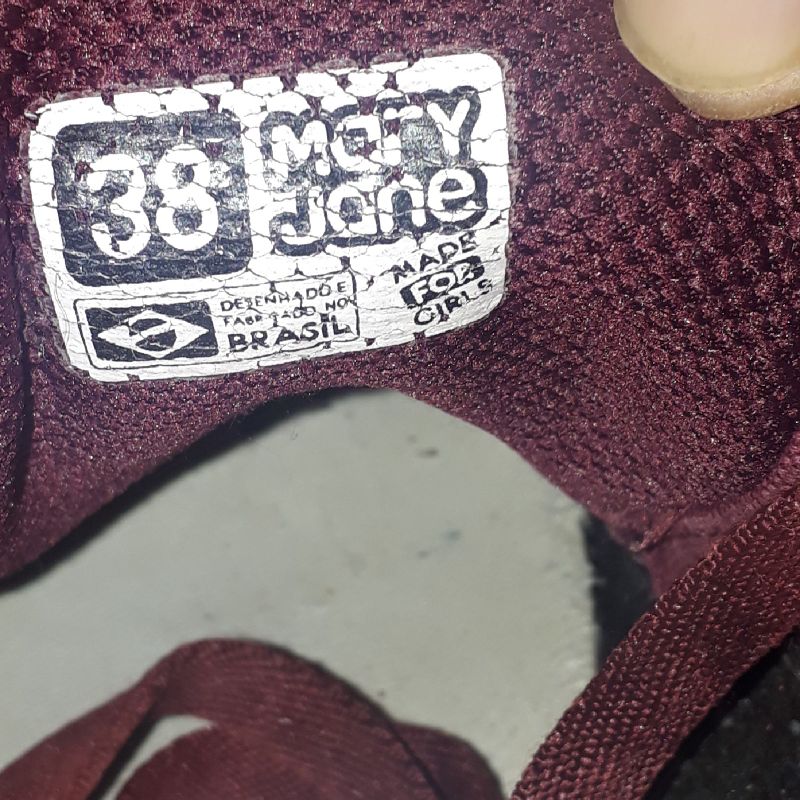 38
Mary
Jane
MADE
FOR
GIRLS
DESENHADO E
FABRICADO NO
BRASIL